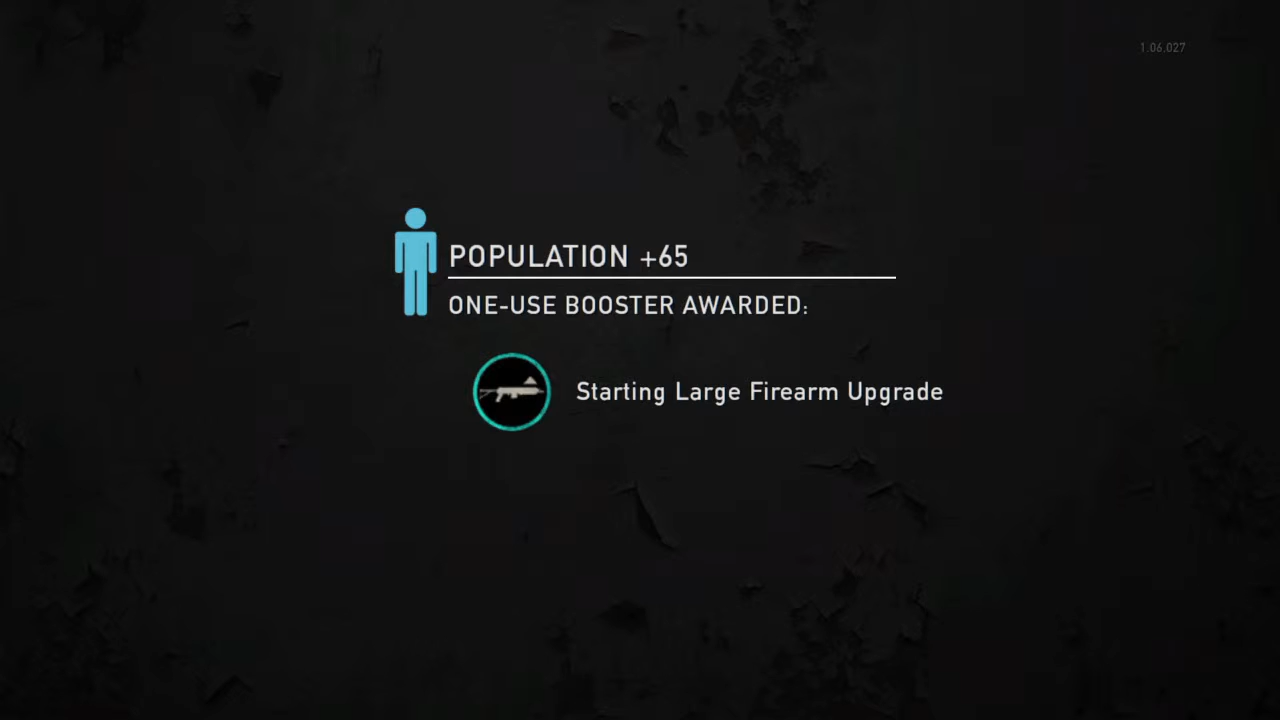 1.06.027
POPULATION +65
ONE-USE BOOSTER AWARDED:
Starting Large Firearm Upgrade